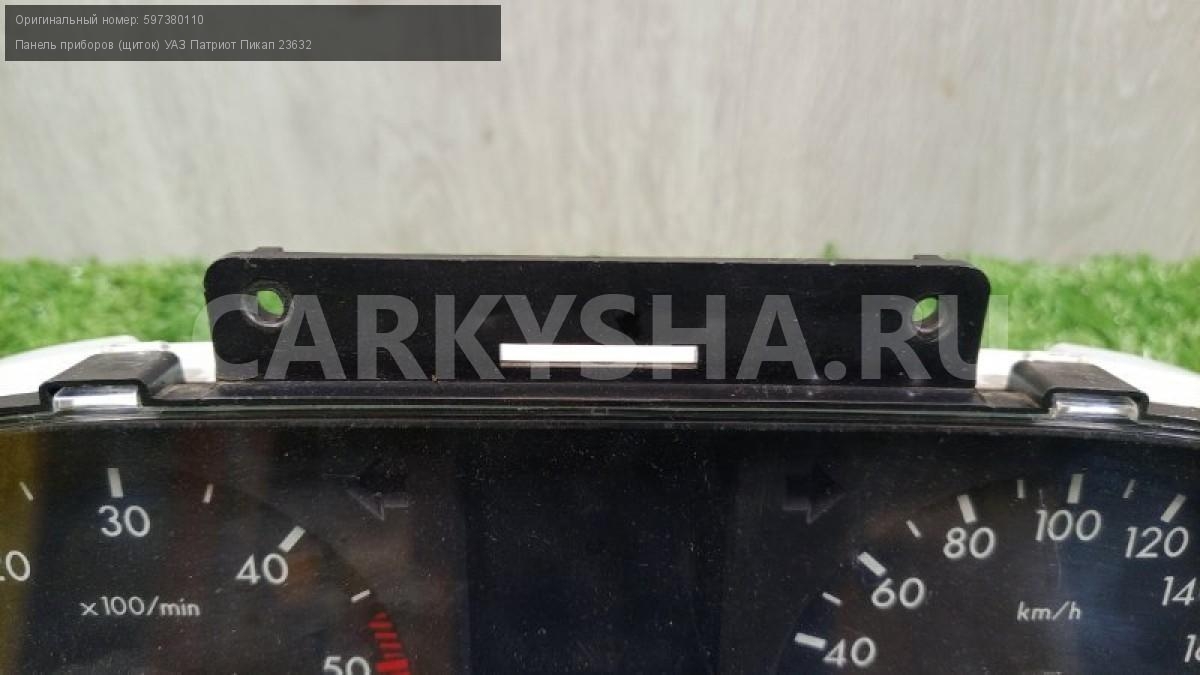 Оригинальный номер: 597380110
Панель приборов (щиток) УАЗ Патриот Пикап 23632
CARKYSHA.RU
30
40
x100/min
50
80
100
120
60
km/h
40